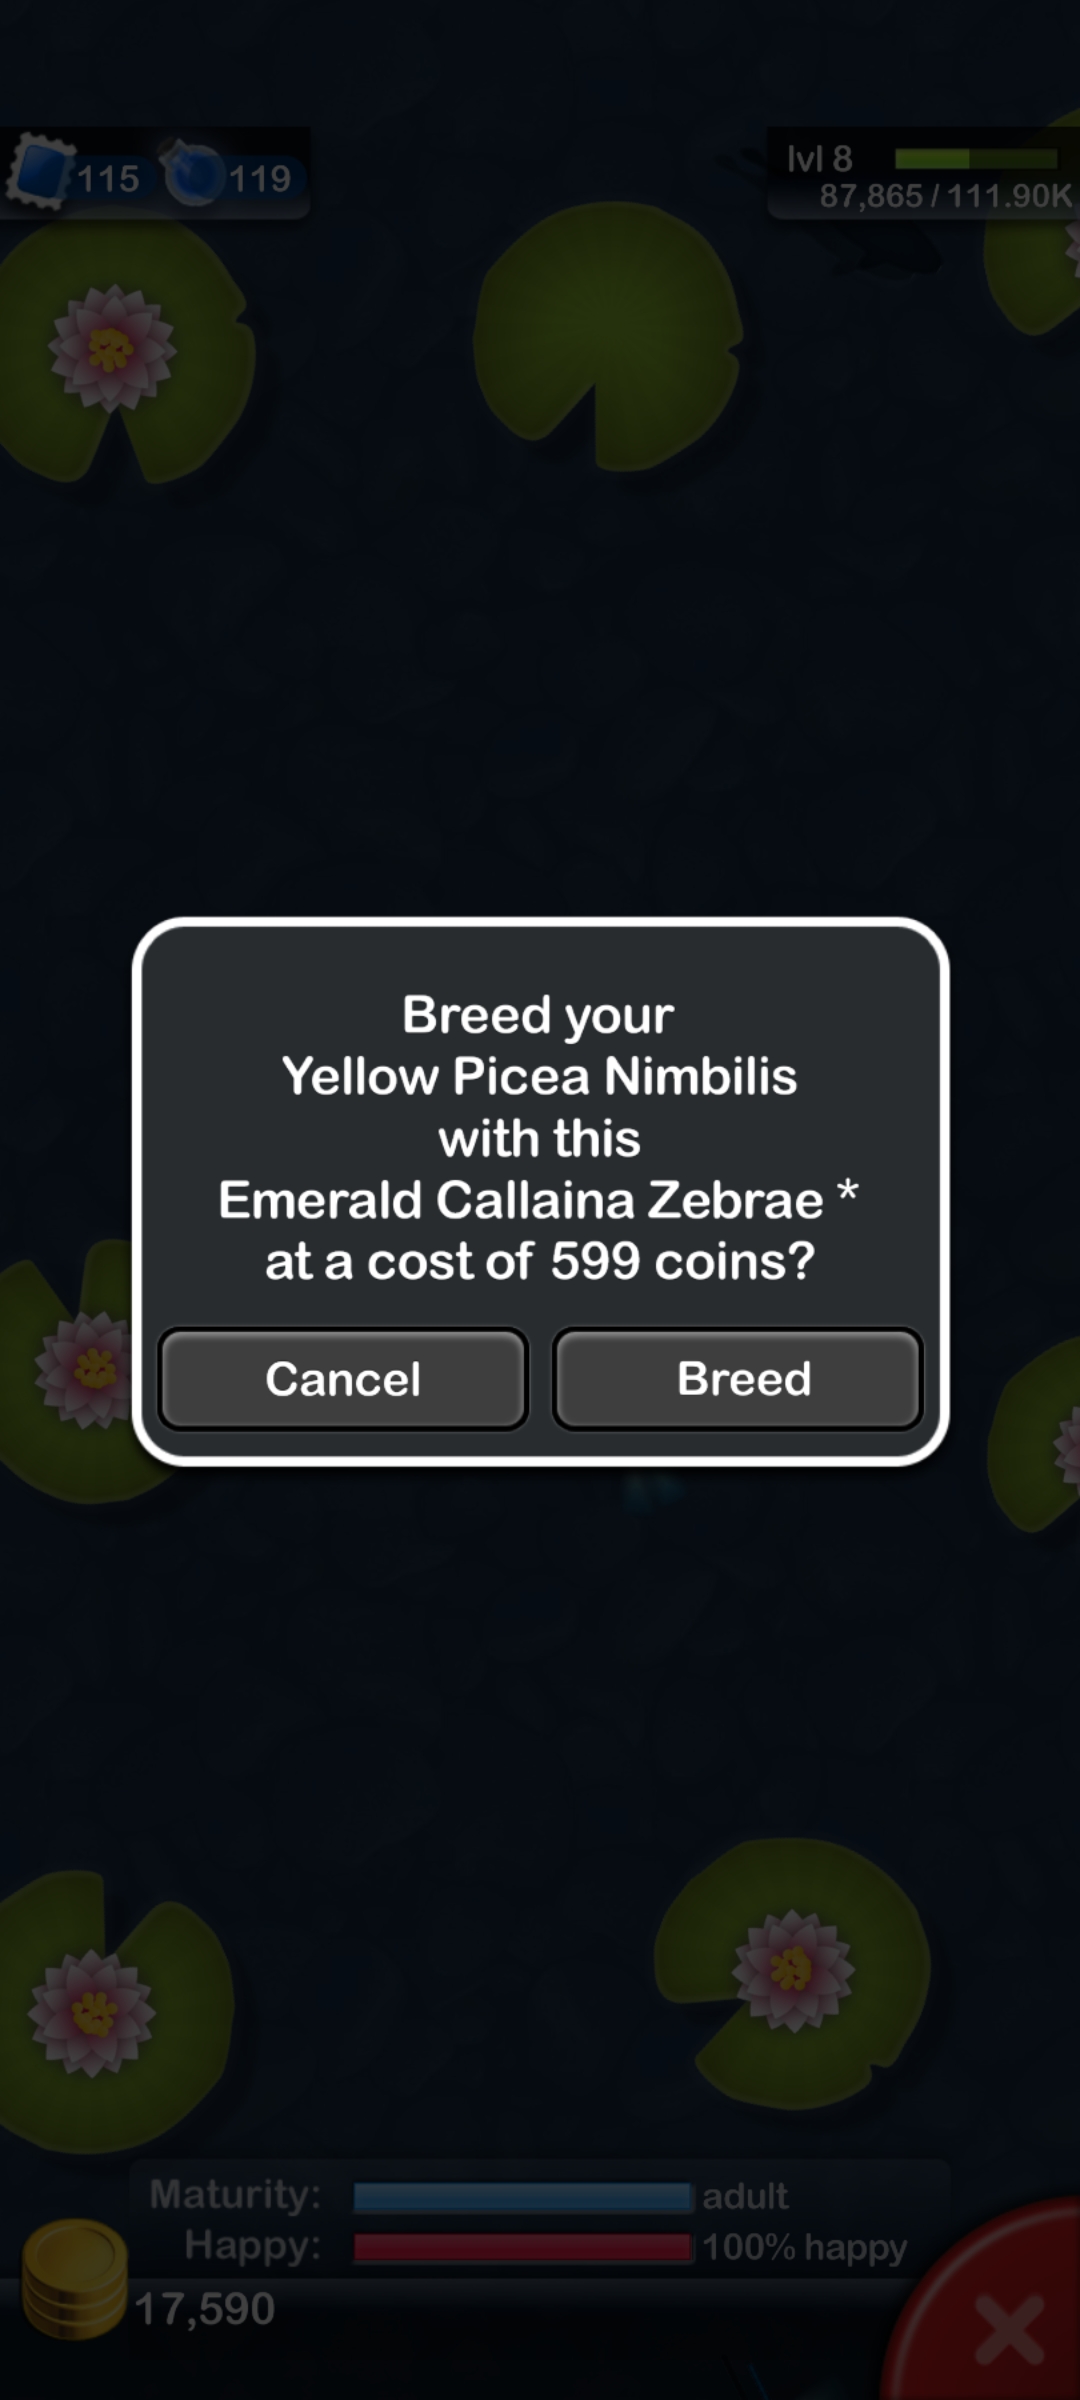 115 119
lvl 8
87,865 / 111.90K
Breed your
Yellow Picea Nimbilis
with this
Emerald Callaina Zebrae *
at a cost of 599 coins?
Cancel Breed
Maturity: adult
Happy: 100% happy
17,590